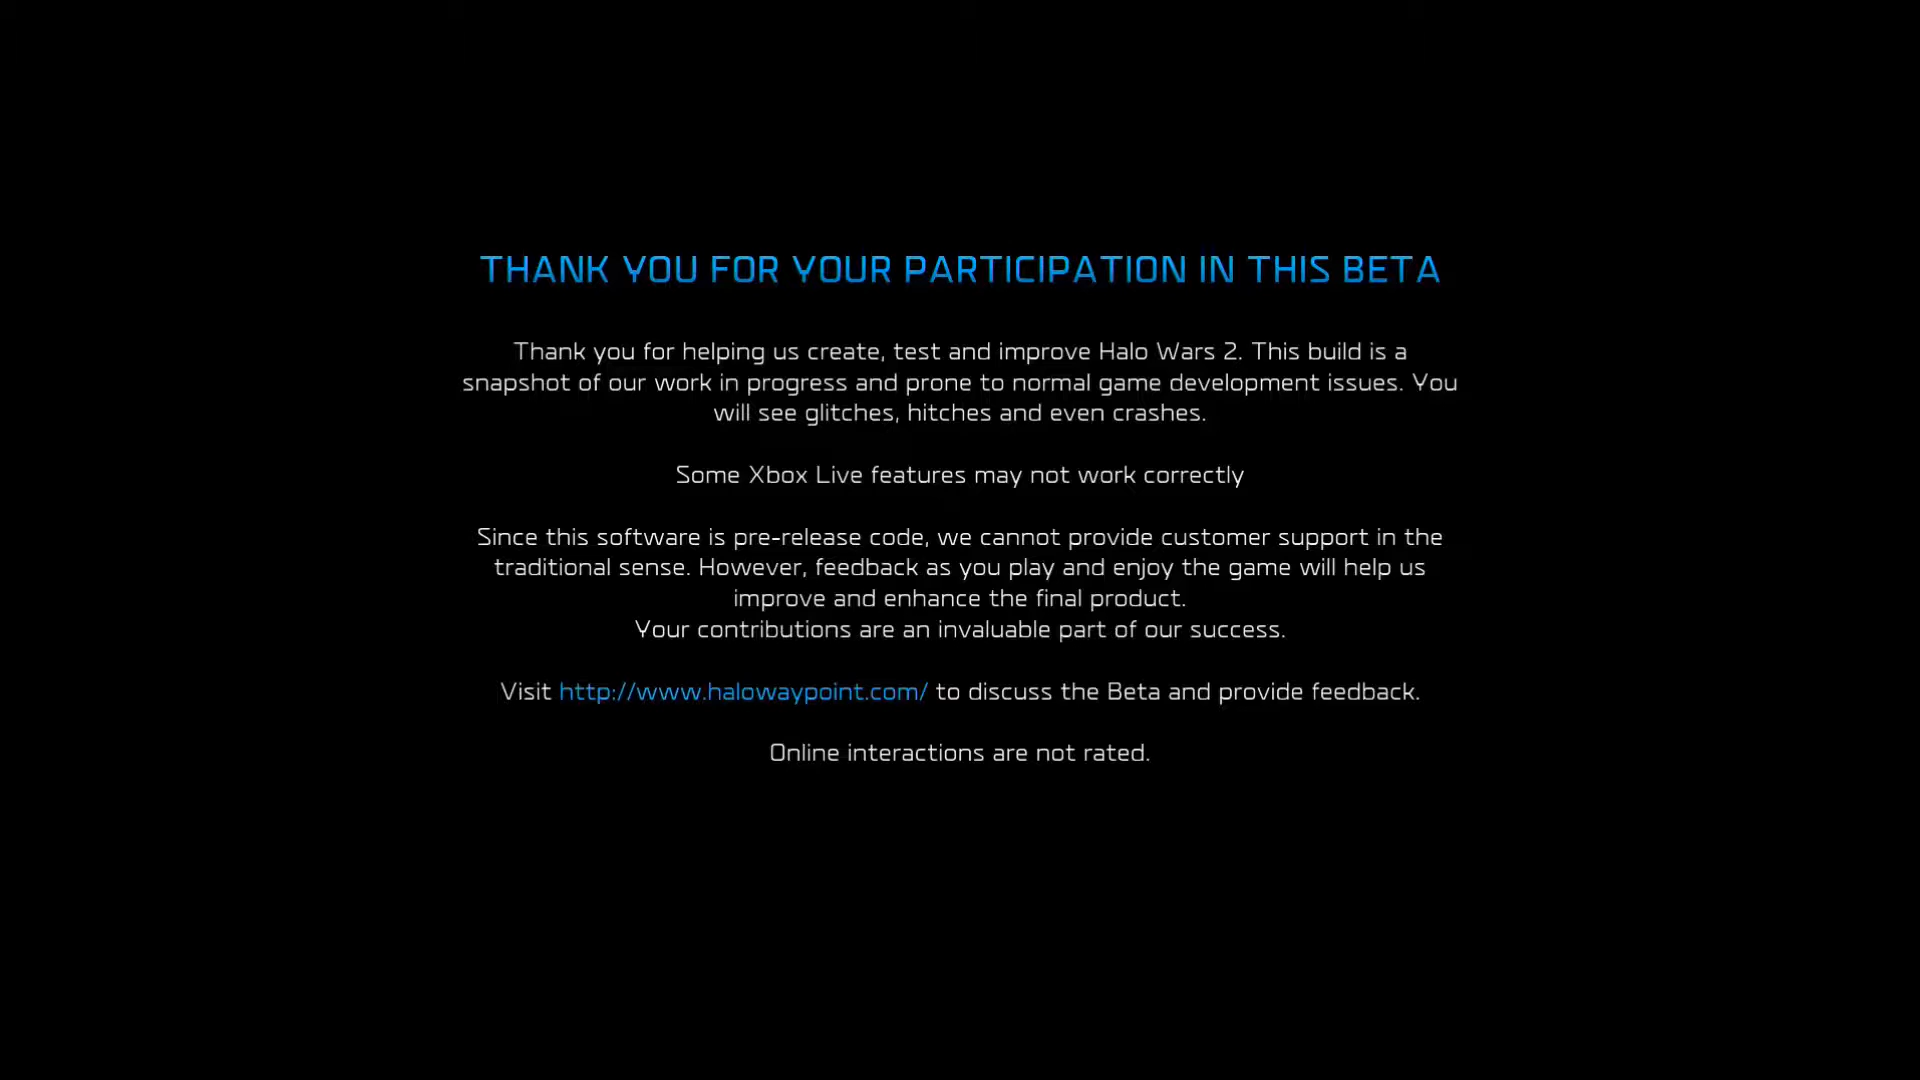 THANK YOU FOR YOUR PARTICIPATION IN THIS BETA
Thank you for helping us create, test and improve Halo Wars 2. This build is a
snapshot of our work in progress and prone to normal game development issues. You
will see glitches, hitches and even crashes.
Some Xbox Live features may not work correctly
Since this software is pre-release code, we cannot provide customer support in the
traditional sense. However, feedback as you play and enjoy the game will help us
improve and enhance the final product.
Your contributions are an invaluable part of our success.
Visit http://www.halowaypoint.com/ to discuss the Beta and provide feedback.
Online interactions are not rated.